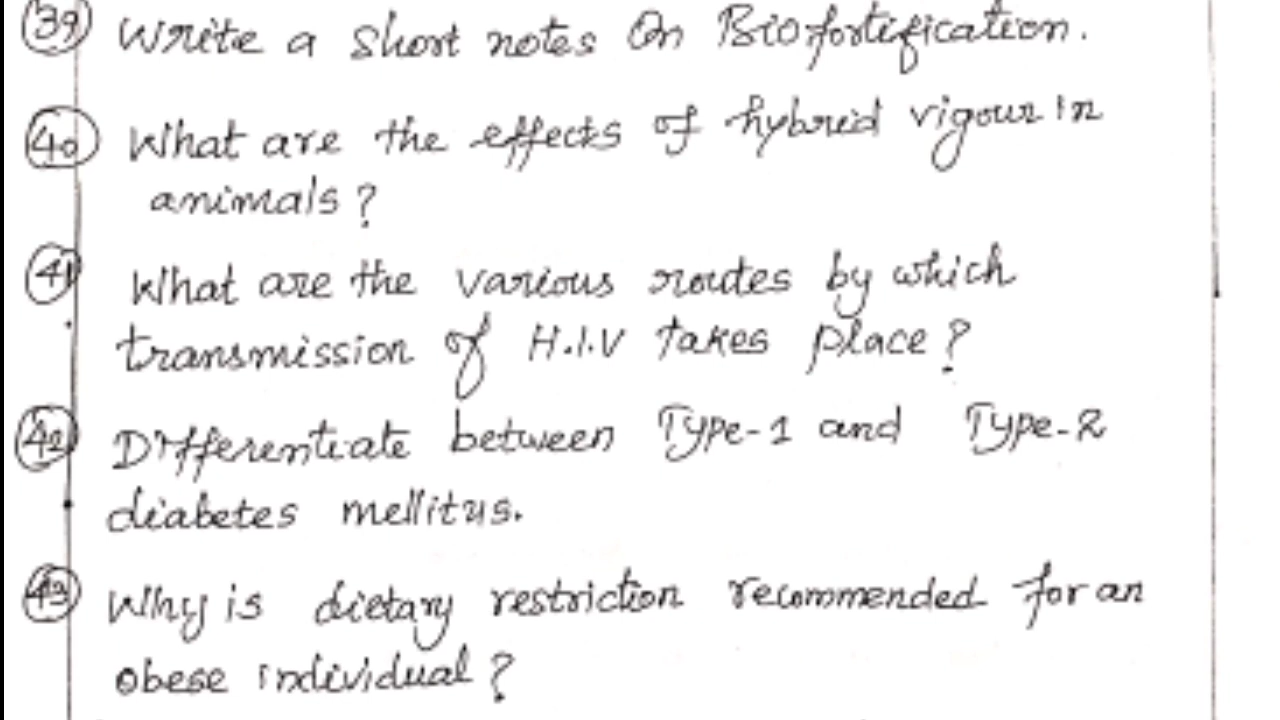 39 Write a short notes on Biofortification.
40 What are the effects of hybrid vigour in
animals?
41 What are the various routes by which
transmission of H.I.V takes place?
42 Differentiate between Type-1 and Type-2
diabetes mellitus.
43 Why is dietary restriction recommended for an
obese individual?